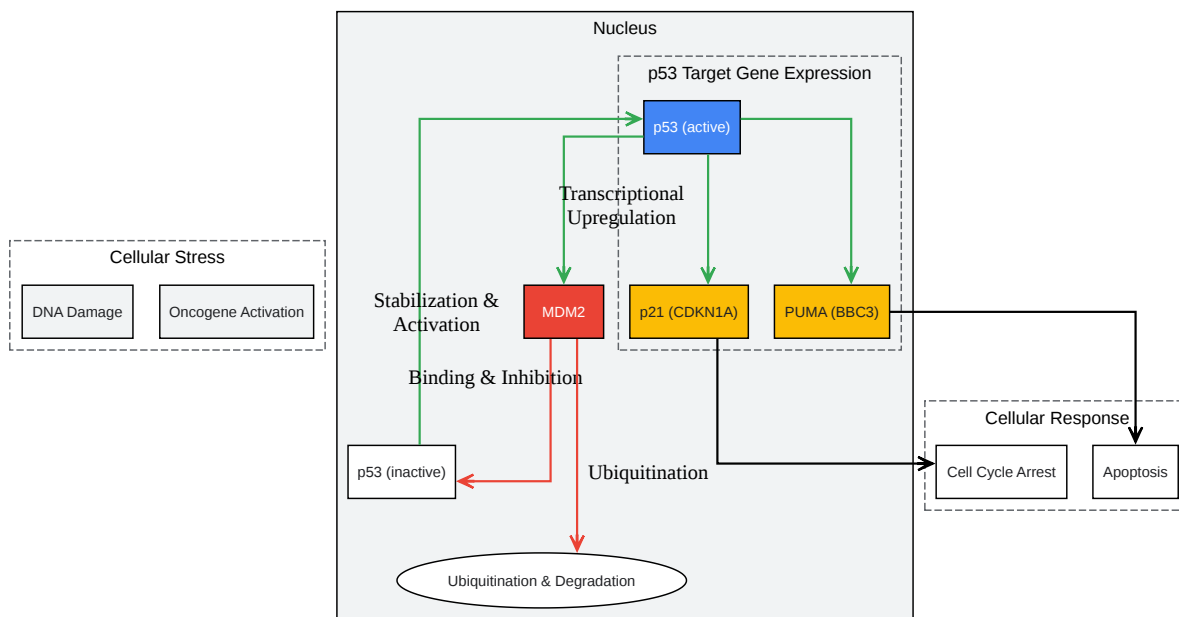 Nucleus
p53 Target Gene Expression
p53 (active)
Transcriptional
Upregulation
Cellular Stress
DNA Damage
Oncogene Activation
Stabilization &
Activation
MDM2
p21 (CDKN1A)
PUMA (BBC3)
Binding & Inhibition
Cellular Response
p53 (inactive)
Ubiquitination
Cell Cycle Arrest
Apoptosis
Ubiquitination & Degradation